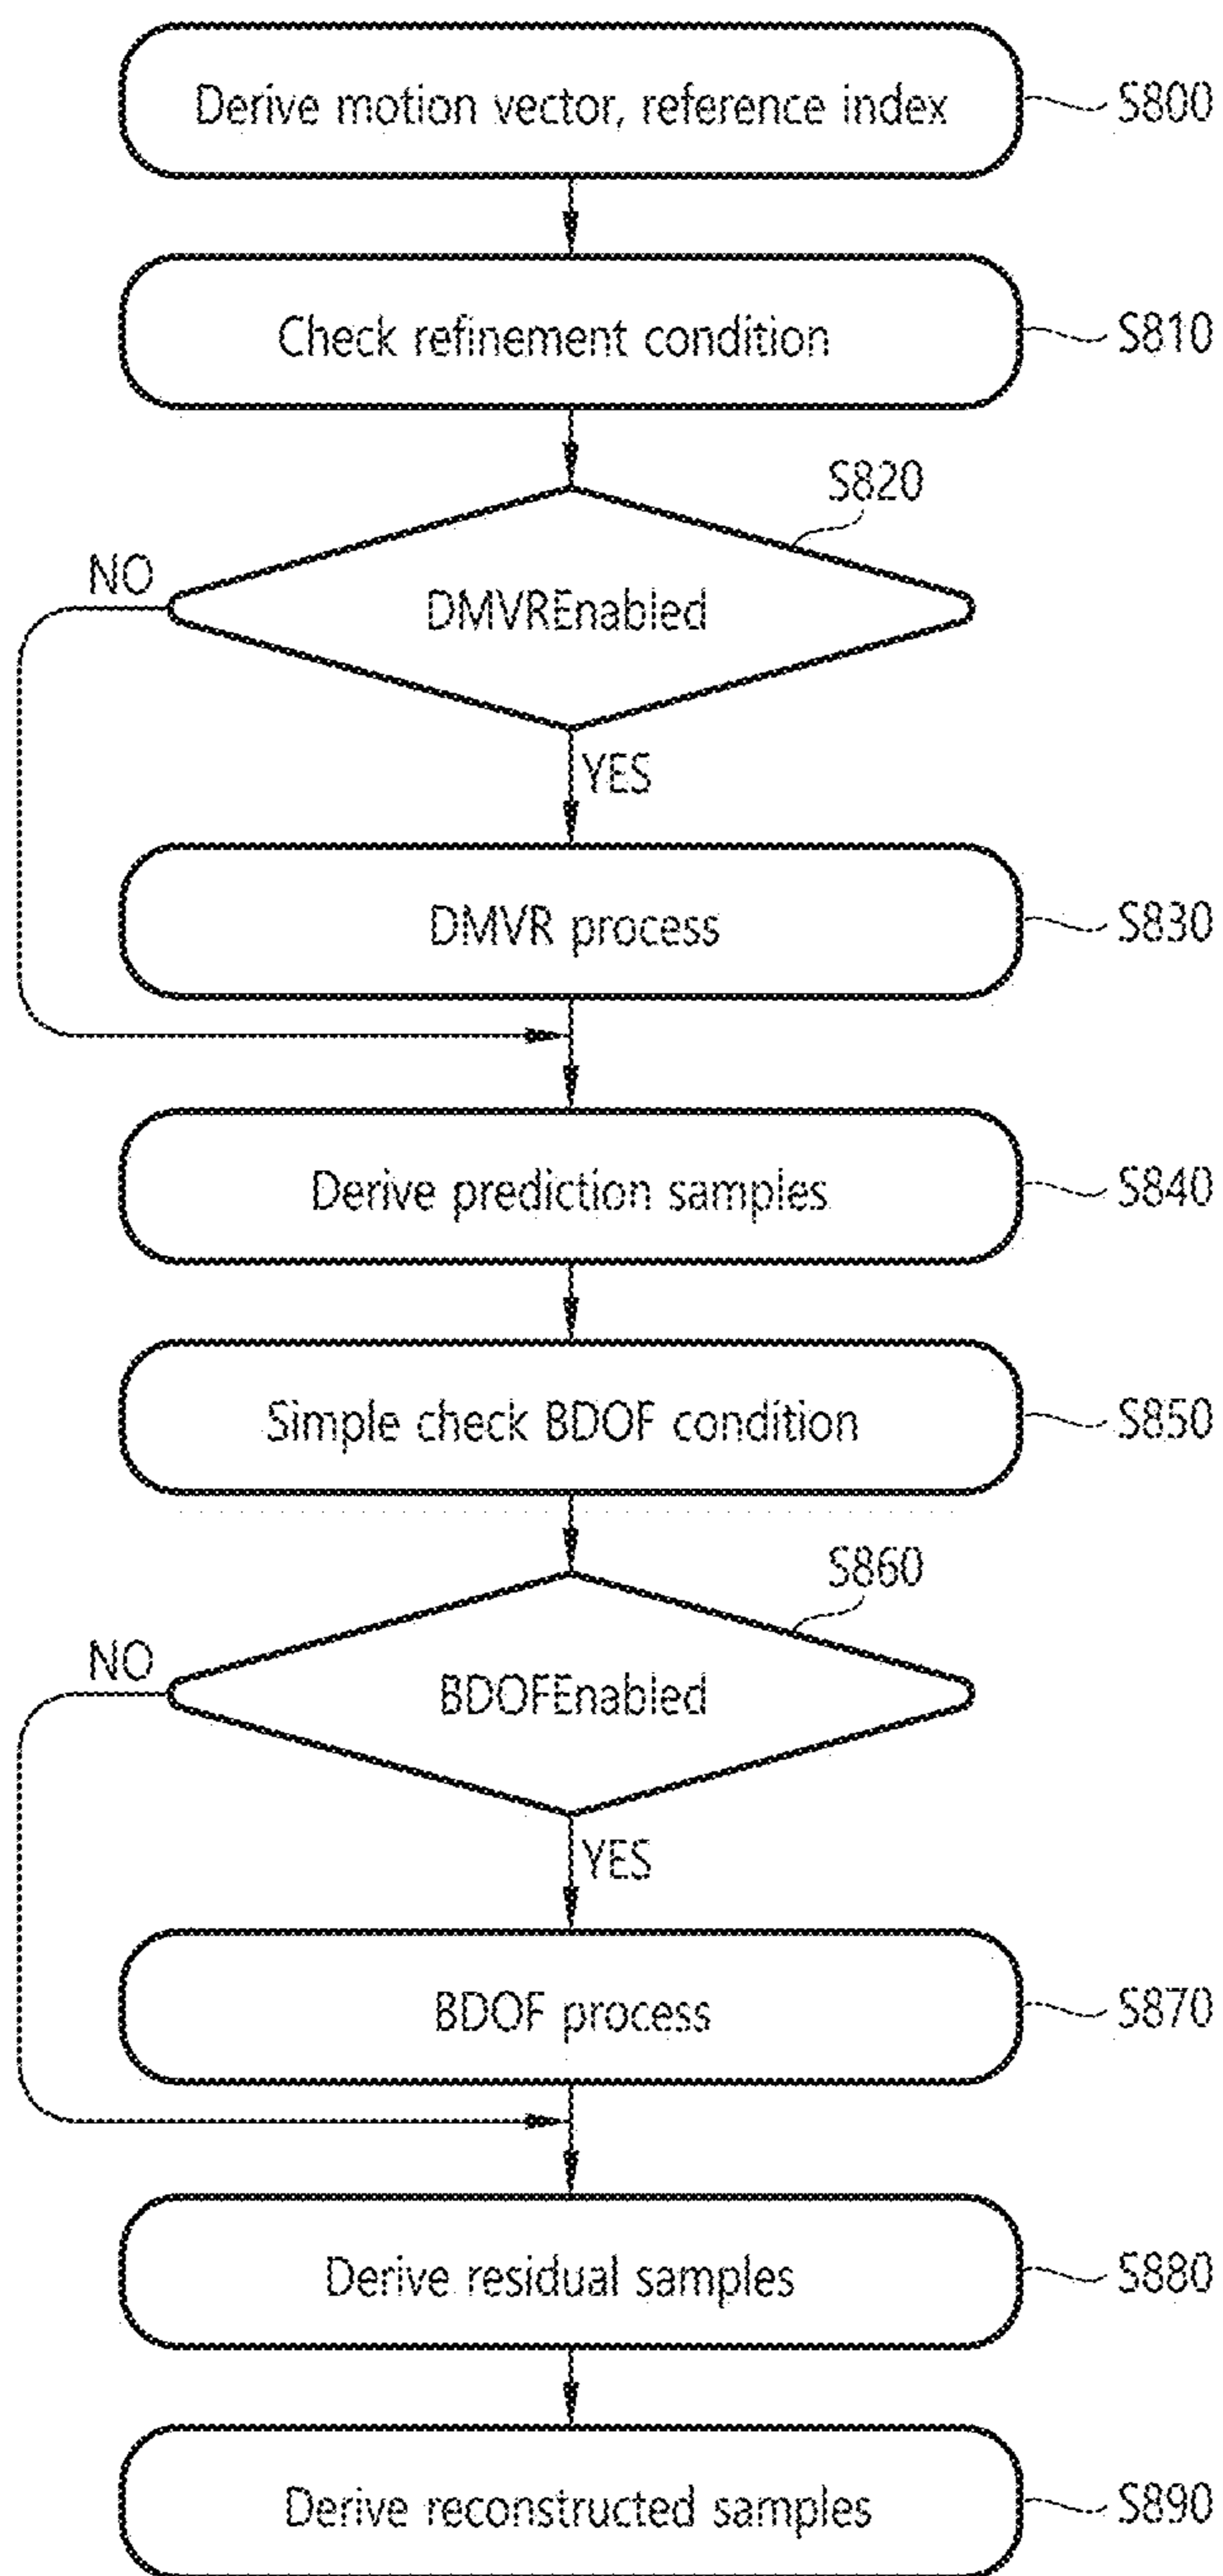 Derive motion vector, reference index
S800
Check refinement condition
S810
S820
NO
DMVREnabled
YES
DMVR process
S830
Derive prediction samples
S840
Simple check BDOF condition
S850
S860
NO
BDOFEnabled
YES
BDOF process
S870
Derive residual samples
S880
Derive reconstructed samples
S890